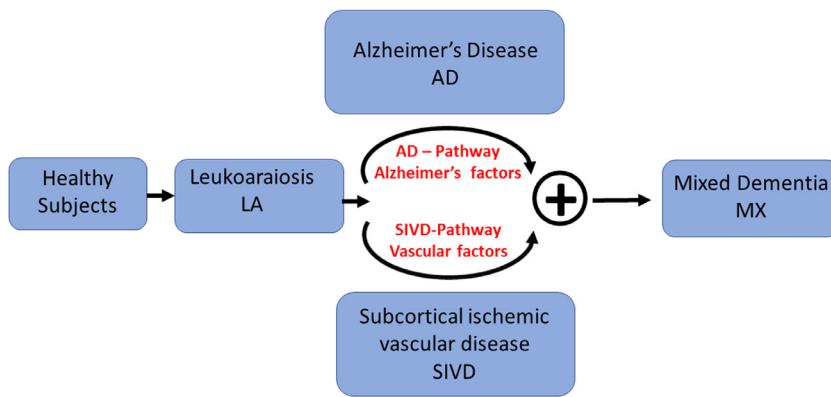 Alzheimer's Disease
AD
AD – Pathway
Alzheimer's factors
Healthy
Subjects
Leukoaraiosis
LA
Mixed Dementia
MX
SIVD-Pathway
Vascular factors
Subcortical ischemic
vascular disease
SIVD